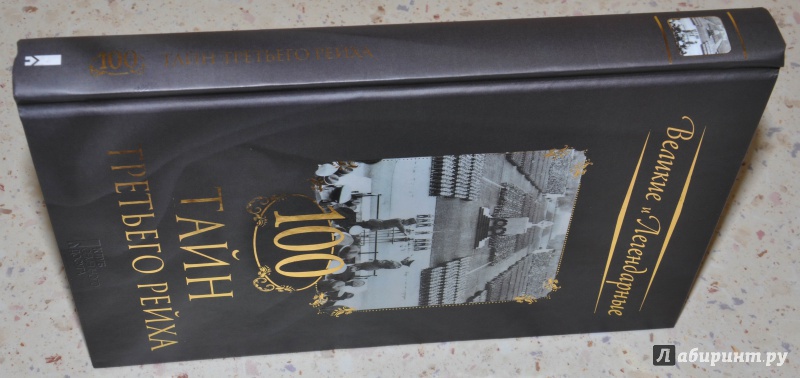 Великие и Легендарные
100
ТАЙН
ТРЕТЬЕГО РЕЙХА
100
ТАЙН ТРЕТЬЕГО РЕЙХА
Лабиринт.ру